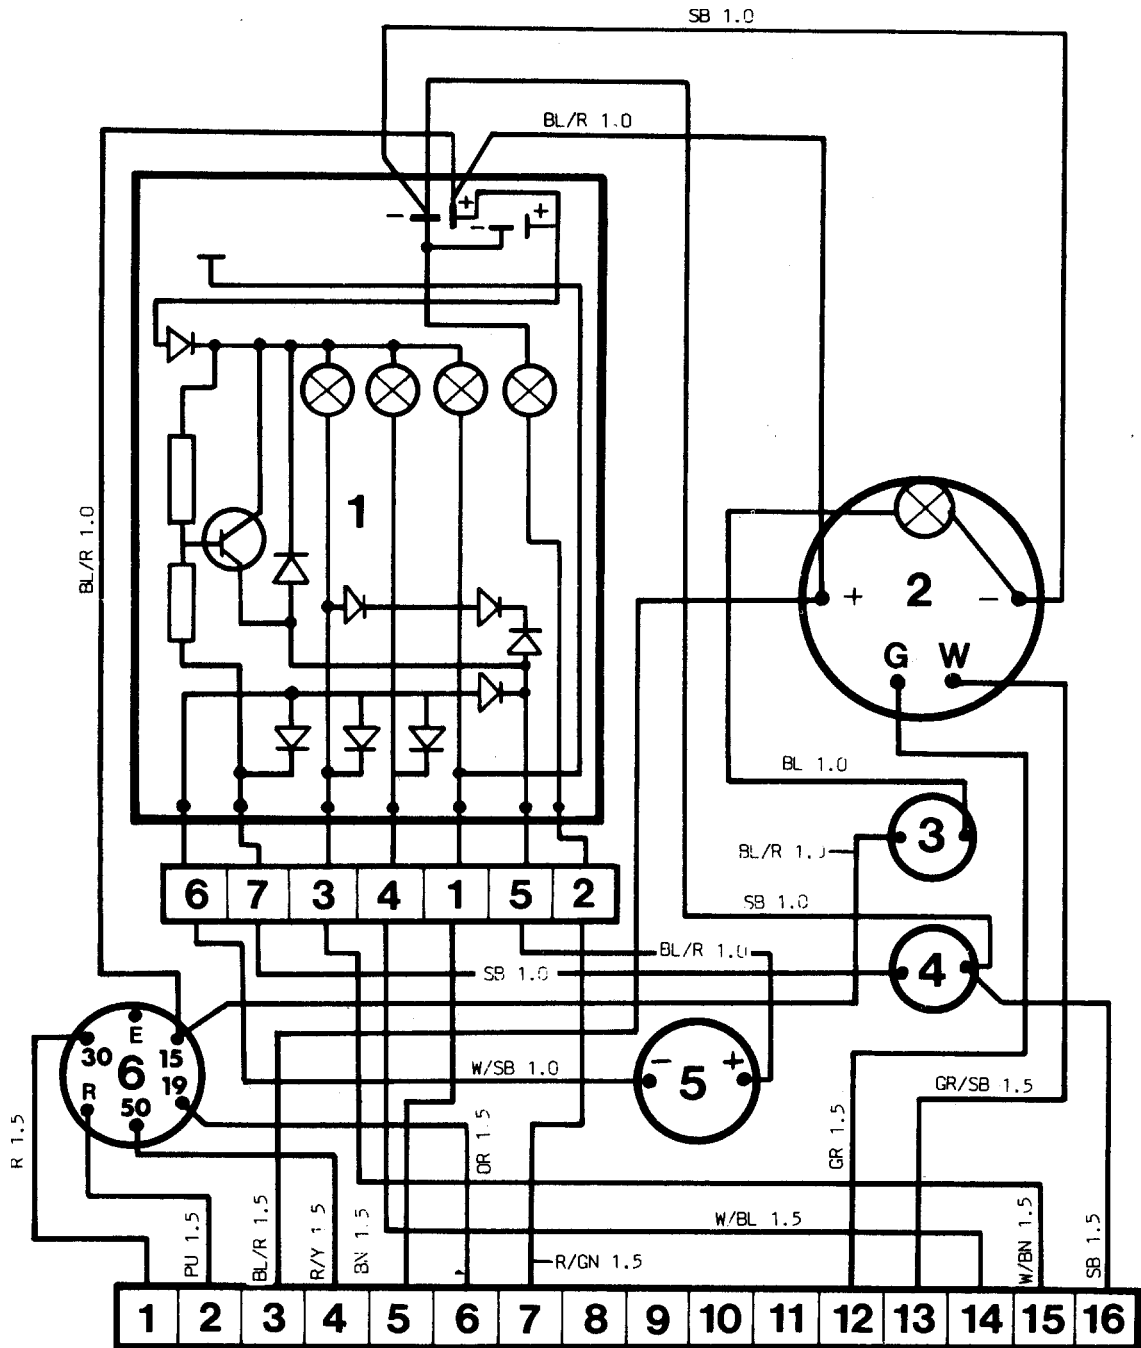 SB 1.0
BL/R 1.0
- + - +
BL/R 1.0
1
2
+ -
G W
BL 1.0
3
BL/R 1.0
6 7 3 4 1 5 2
SB 1.0
BL/R 1.0
SB 1.0
4
E
30 15
6
19
R
50
W/SB 1.0
- 5 +
GR/SB 1.5
R 1.5
PU 1.5
BL/R 1.5
R/Y 1.5
BN 1.5
OR 1.5
R/GN 1.5
W/BL 1.5
GR 1.5
W/BN 1.5
SB 1.5
1 2 3 4 5 6 7 8 9 10 11 12 13 14 15 16